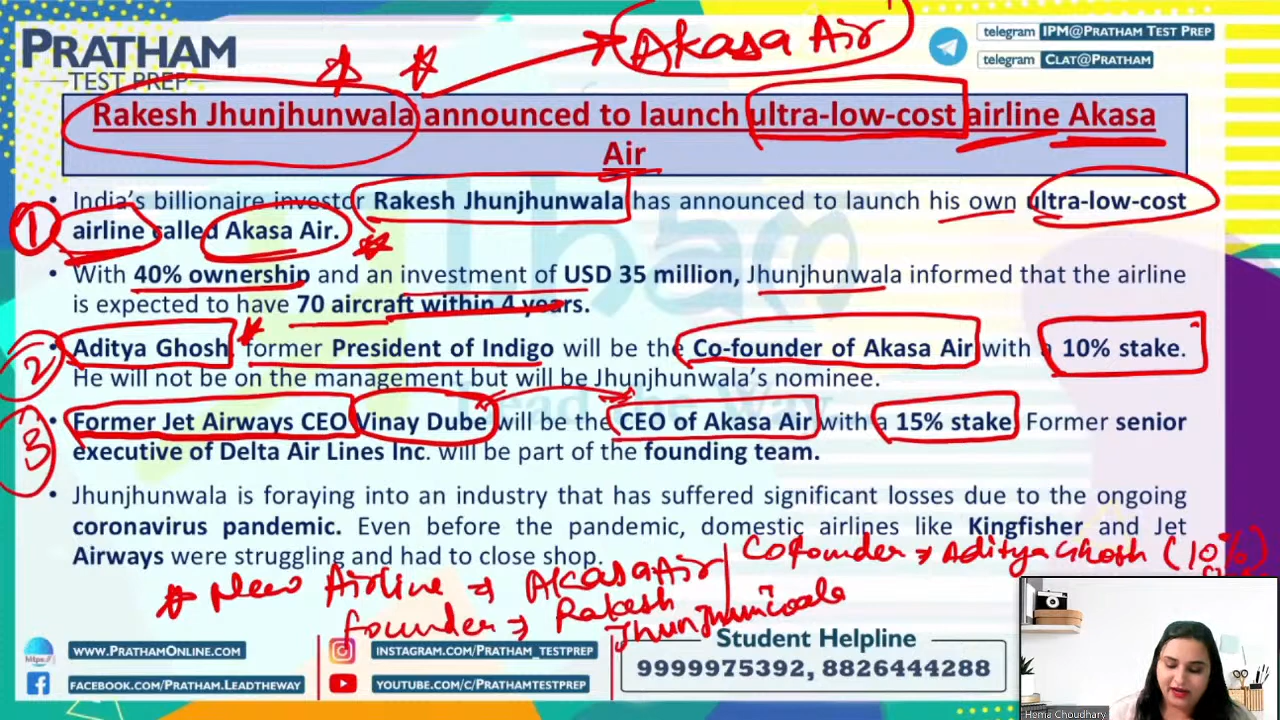 Akasa Air
PRATHAM
TEST PREP
telegram IPM@Pratham Test Prep
telegram CLAT@Pratham
Rakesh Jhunjhunwala announced to launch ultra-low-cost airline Akasa
Air
• India's billionaire investor Rakesh Jhunjhunwala has announced to launch his own ultra-low-cost
1 airline called Akasa Air.
• With 40% ownership and an investment of USD 35 million, Jhunjhunwala informed that the airline
is expected to have 70 aircraft within 4 years.
2 • Aditya Ghosh, former President of Indigo will be the Co-founder of Akasa Air with a 10% stake.
He will not be on the management but will be Jhunjhunwala's nominee.
• Former Jet Airways CEO Vinay Dube will be the CEO of Akasa Air with a 15% stake. Former senior
3 executive of Delta Air Lines Inc. will be part of the founding team.
• Jhunjhunwala is foraying into an industry that has suffered significant losses due to the ongoing
coronavirus pandemic. Even before the pandemic, domestic airlines like Kingfisher and Jet
Airways were struggling and had to close shop.
Cofounder → Aditya Ghosh (10%)
New Airline → Akasa Air
founder → Rakesh
Jhunjhunwala
https://
www.PrathamOnline.com
facebook.com/Pratham.Leadtheway
instagram.com/Pratham_testprep
youtube.com/c/Prathamtestprep
Student Helpline
9999975392, 8826444288
Hema Choudhary